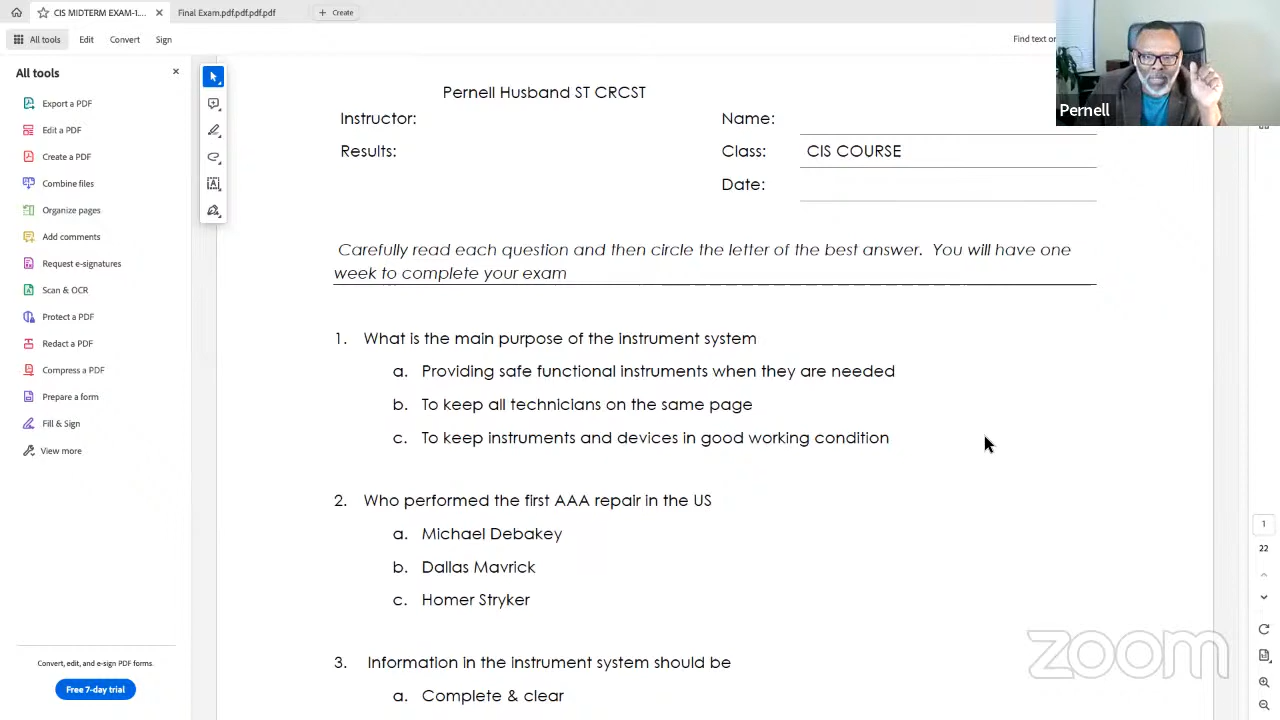 CIS MIDTERM EXAM-1....
Final Exam.pdf.pdf.pdf.pdf
Create
All tools
Edit
Convert
Sign
Find text or
All tools
Export a PDF
Edit a PDF
Create a PDF
Combine files
Organize pages
Add comments
Request e-signatures
Scan & OCR
Protect a PDF
Redact a PDF
Compress a PDF
Prepare a form
Fill & Sign
View more
Convert, edit, and e-sign PDF forms.
Free 7-day trial
Pernell Husband ST CRCST
Instructor:
Name:
Results:
Class: CIS COURSE
Date:
Carefully read each question and then circle the letter of the best answer. You will have one
week to complete your exam
1. What is the main purpose of the instrument system
a. Providing safe functional instruments when they are needed
b. To keep all technicians on the same page
c. To keep instruments and devices in good working condition
2. Who performed the first AAA repair in the US
a. Michael Debakey
b. Dallas Mavrick
c. Homer Stryker
3. Information in the instrument system should be
a. Complete & clear
Pernell
1
22
zoom